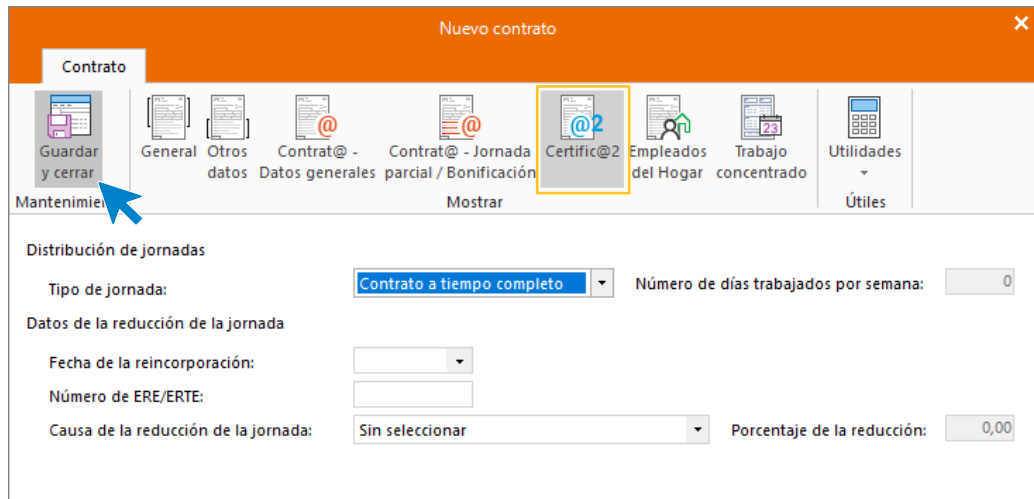 Nuevo contrato
Contrato
Guardar
y cerrar
General
Otros
datos
Contrat@ -
Datos generales
Contrat@ - Jornada
parcial / Bonificación
Certific@2
Empleados
del Hogar
Trabajo
concentrado
Utilidades
Mantenimie
Mostrar
Útiles
Distribución de jornadas
Tipo de jornada: Contrato a tiempo completo Número de días trabajados por semana: 0
Datos de la reducción de la jornada
Fecha de la reincorporación:
Número de ERE/ERTE:
Causa de la reducción de la jornada: Sin seleccionar Porcentaje de la reducción: 0,00